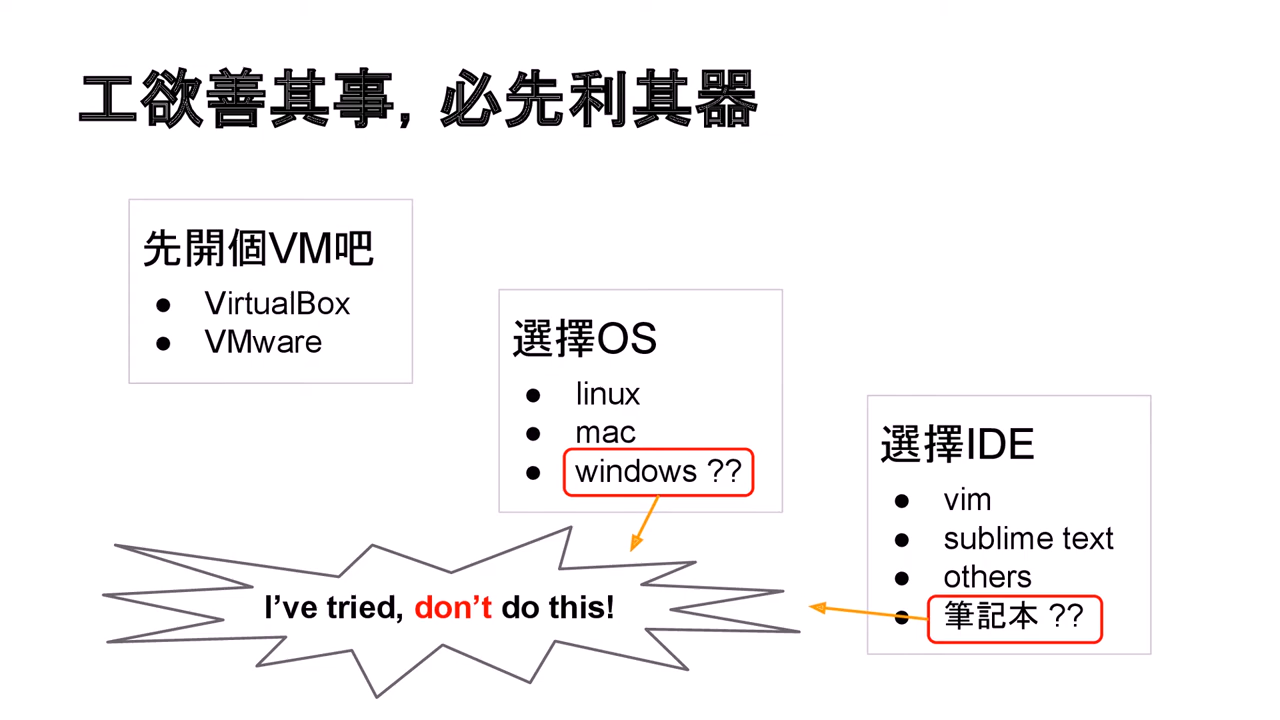 工欲善其事，必先利其器
先開個VM吧
● VirtualBox
● VMware
選擇OS
● linux
● mac
● windows ??
選擇IDE
● vim
● sublime text
● others
● 筆記本 ??
I’ve tried, don’t do this!